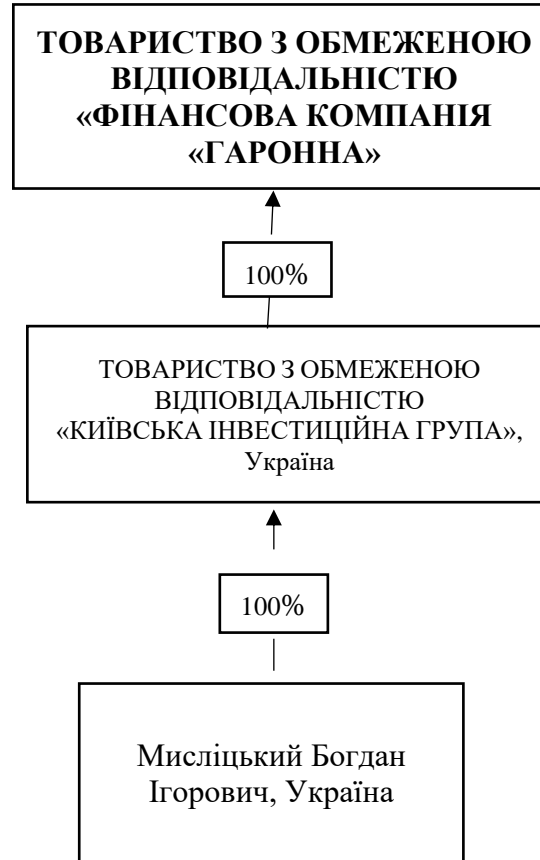 ТОВАРИСТВО З ОБМЕЖЕНОЮ
ВІДПОВІДАЛЬНІСТЮ
«ФІНАНСОВА КОМПАНІЯ
«ГАРОННА»
100%
ТОВАРИСТВО З ОБМЕЖЕНОЮ
ВІДПОВІДАЛЬНІСТЮ
«КИЇВСЬКА ІНВЕСТИЦІЙНА ГРУПА»,
Україна
100%
Мисліцький Богдан
Ігорович, Україна